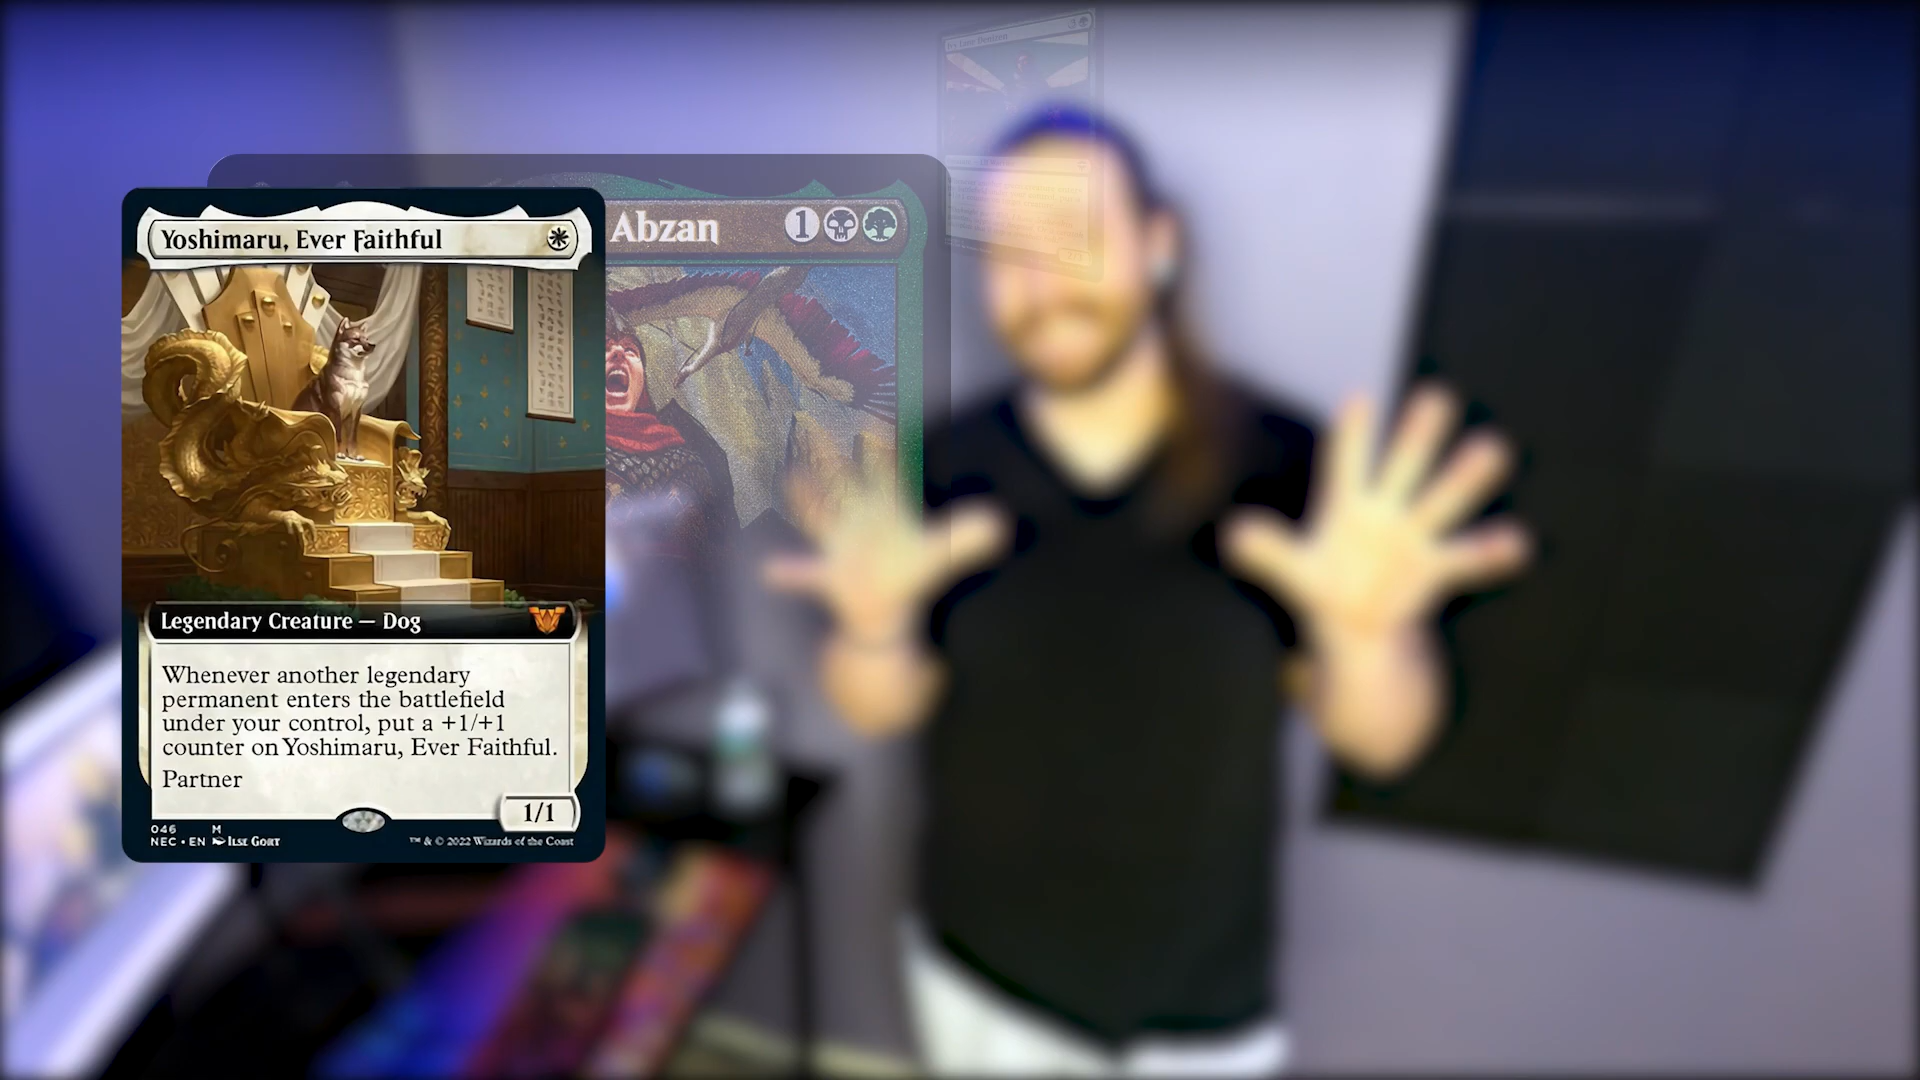 Yoshimaru, Ever Faithful
Abzan
1
Legendary Creature — Dog
Whenever another legendary
permanent enters the battlefield
under your control, put a +1/+1
counter on Yoshimaru, Ever Faithful.
Partner
1/1
046 M
NEC • EN ILSE GORT
™ & © 2022 Wizards of the Coast